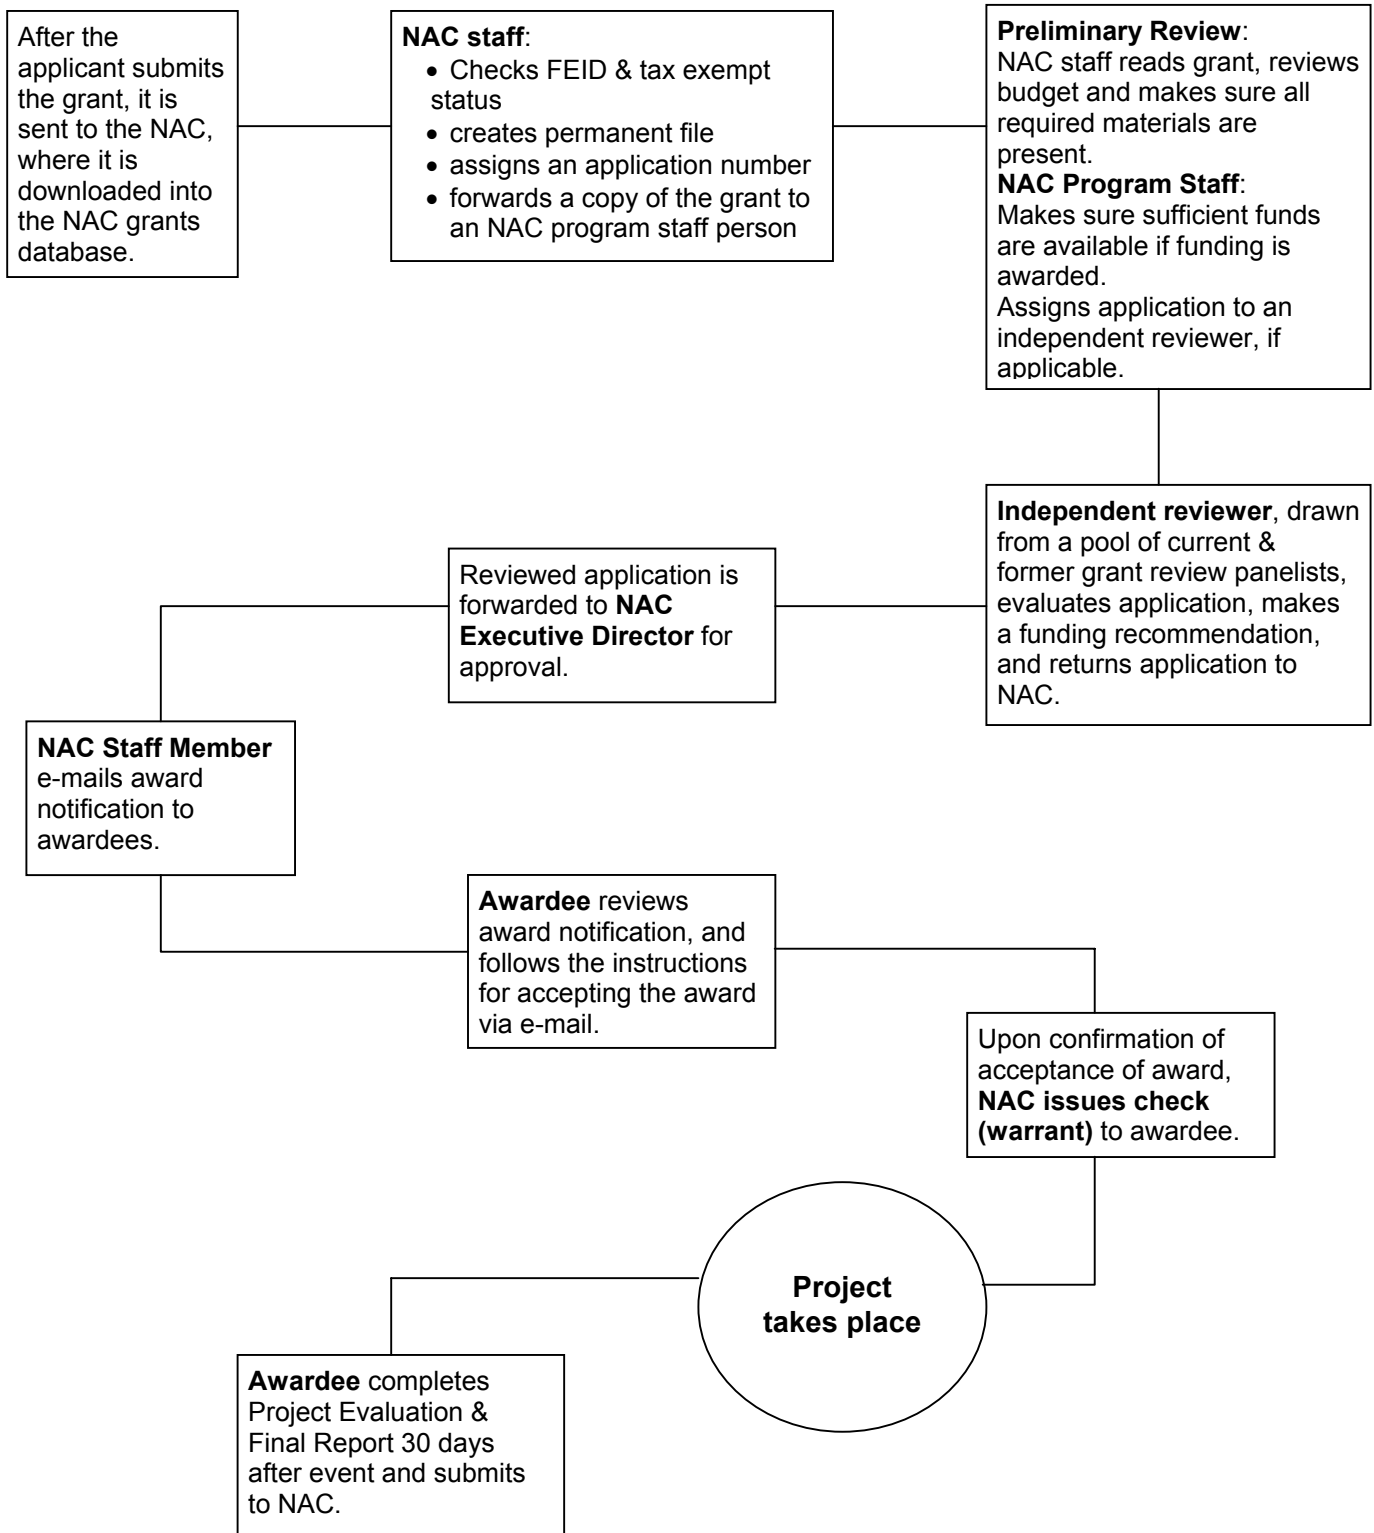 After the
applicant submits
the grant, it is
sent to the NAC,
where it is
downloaded into
the NAC grants
database.
NAC staff:
• Checks FEID & tax exempt
status
• creates permanent file
• assigns an application number
• forwards a copy of the grant to
an NAC program staff person
Preliminary Review:
NAC staff reads grant, reviews
budget and makes sure all
required materials are
present.
NAC Program Staff:
Makes sure sufficient funds
are available if funding is
awarded.
Assigns application to an
independent reviewer, if
applicable.
Independent reviewer, drawn
from a pool of current &
former grant review panelists,
evaluates application, makes
a funding recommendation,
and returns application to
NAC.
Reviewed application is
forwarded to NAC
Executive Director for
approval.
NAC Staff Member
e-mails award
notification to
awardees.
Awardee reviews
award notification, and
follows the instructions
for accepting the award
via e-mail.
Upon confirmation of
acceptance of award,
NAC issues check
(warrant) to awardee.
Project
takes place
Awardee completes
Project Evaluation &
Final Report 30 days
after event and submits
to NAC.